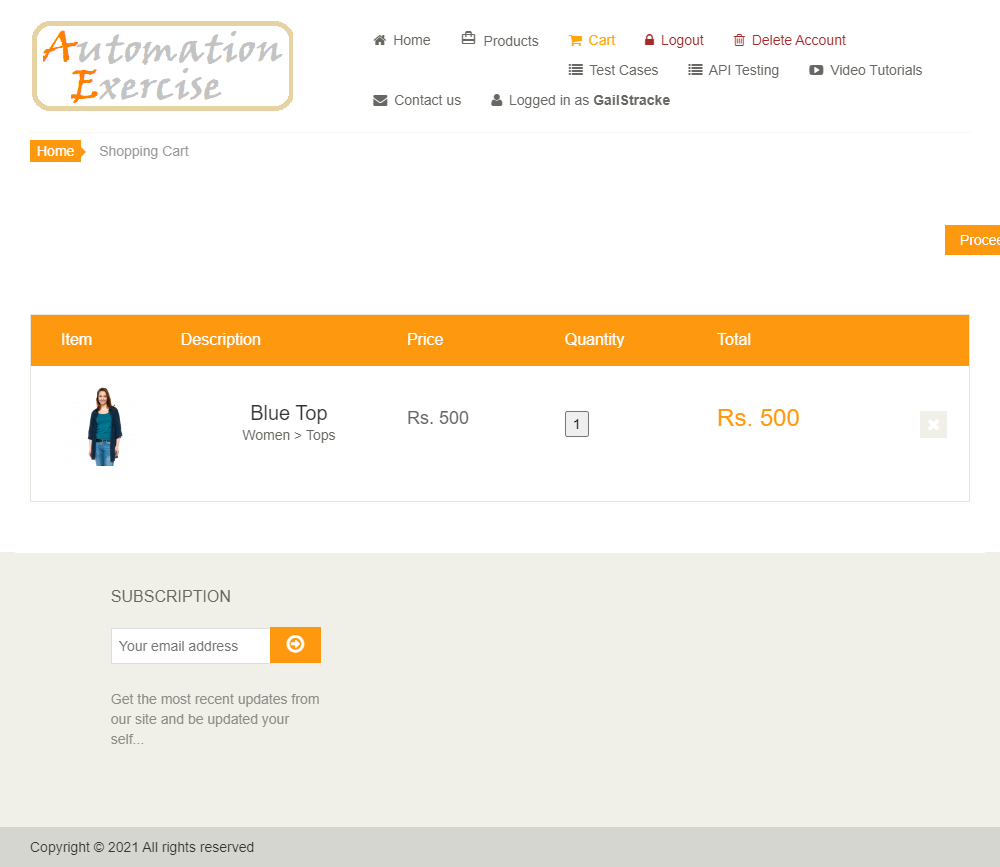 Automation
Exercise
Home Products Cart Logout Delete Account
Test Cases API Testing Video Tutorials
Contact us Logged in as GailStracke
Home Shopping Cart
Item Description Price Quantity Total
Blue Top Rs. 500 1 Rs. 500
Women > Tops
SUBSCRIPTION
Your email address
Get the most recent updates from
our site and be updated your
self...
Copyright © 2021 All rights reserved